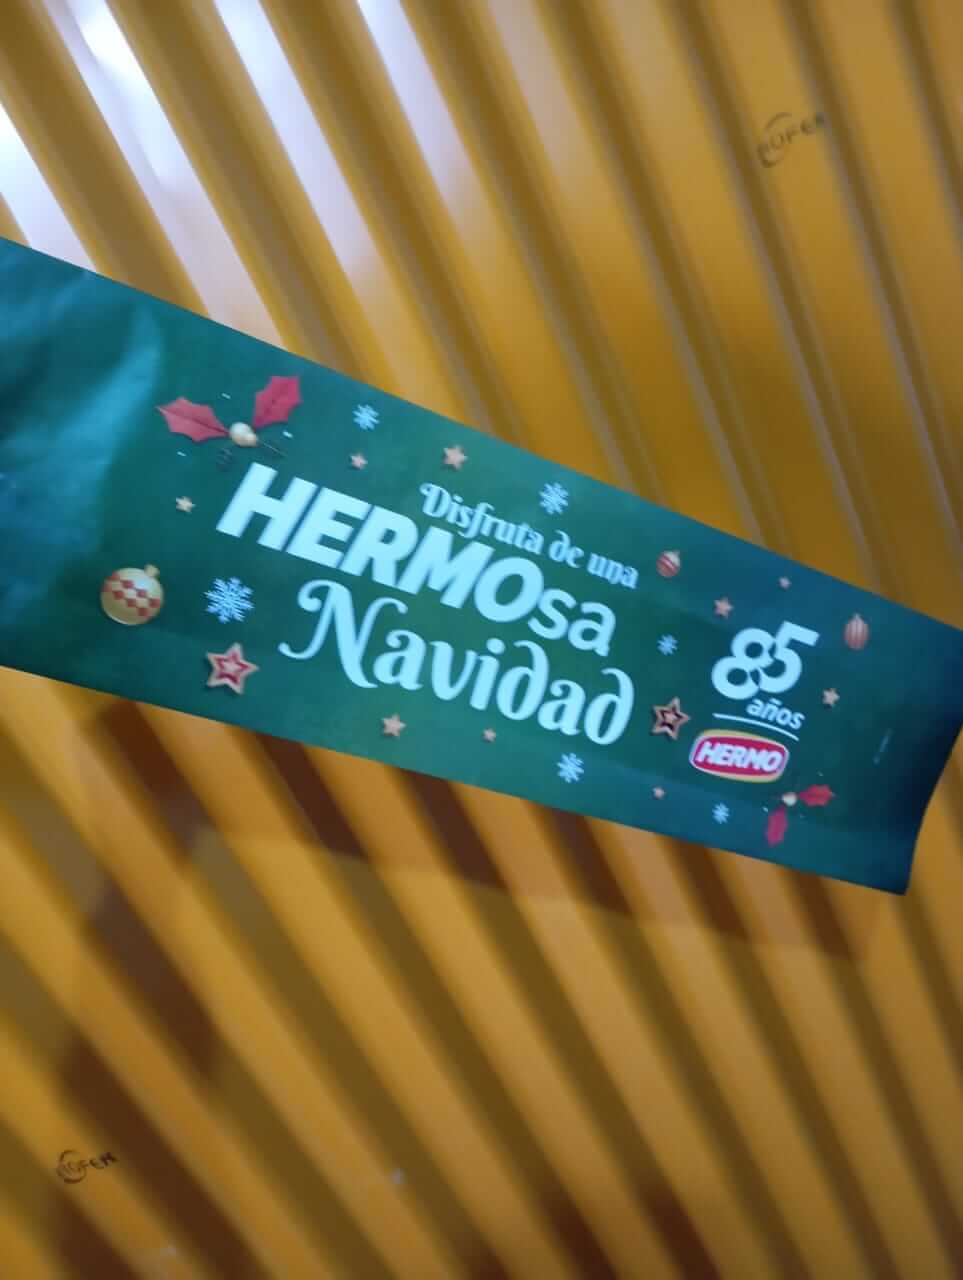 Disfruta de una
HERMOsa
Navidad
85
años
HERMO